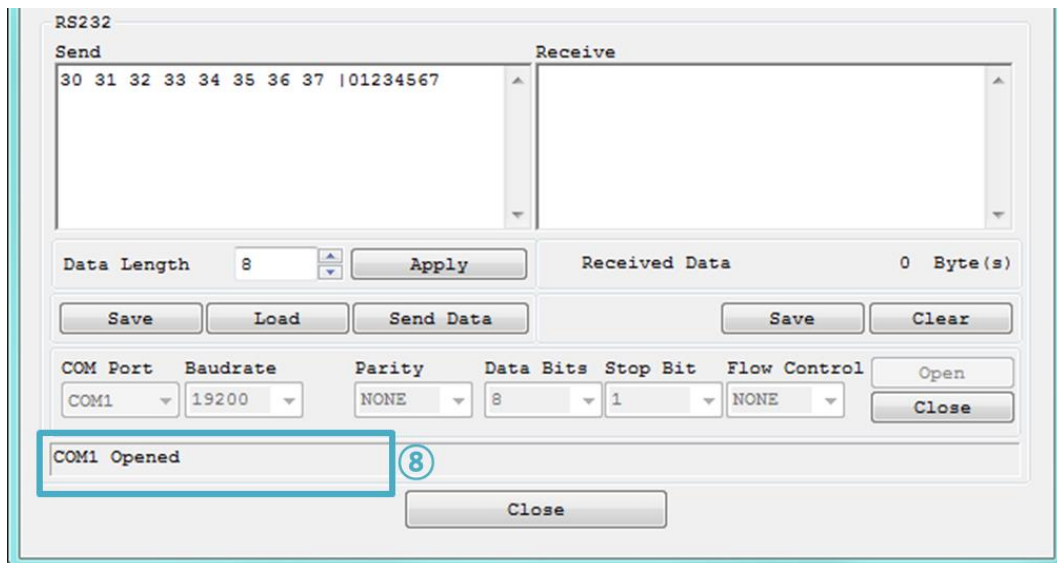 RS232
Send Receive
30 31 32 33 34 35 36 37 |01234567
Data Length 8 Apply Received Data 0 Byte(s)
Save Load Send Data Save Clear
COM Port Baudrate Parity Data Bits Stop Bit Flow Control Open
COM1 19200 NONE 8 1 NONE Close
COM1 Opened ⑧
Close